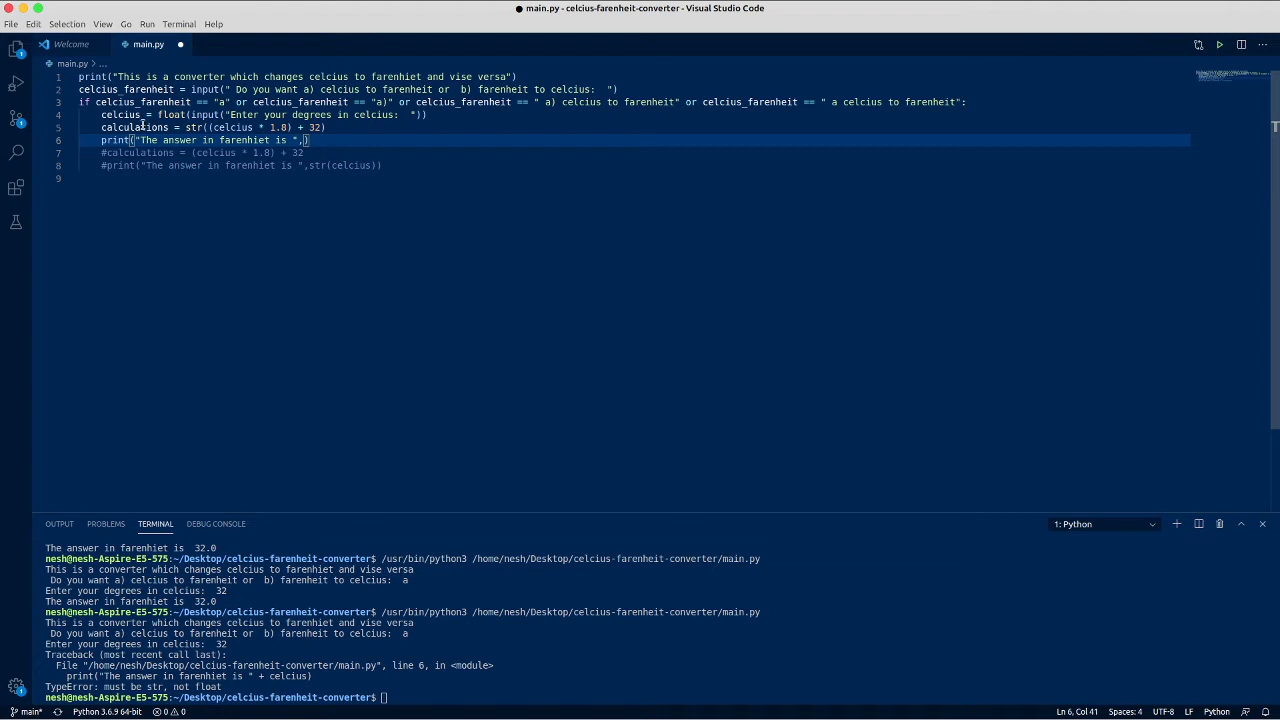 main.py - celcius-farenheit-converter - Visual Studio Code
File Edit Selection View Go Run Terminal Help
Welcome main.py
main.py > ...
1 print("This is a converter which changes celcius to farenhiet and vise versa")
2 celcius_farenheit = input(" Do you want a) celcius to farenheit or  b) farenheit to celcius:  ")
3 if celcius_farenheit == "a" or celcius_farenheit == "a)" or celcius_farenheit == " a) celcius to farenheit" or celcius_farenheit == " a celcius to farenheit":
4 celcius = float(input("Enter your degrees in celcius:  "))
5 calculations = str((celcius * 1.8) + 32)
6 print("The answer in farenhiet is ",)
7 #calculations = (celcius * 1.8) + 32
8 #print("The answer in farenhiet is ",str(celcius))
9
OUTPUT PROBLEMS TERMINAL DEBUG CONSOLE 1: Python
The answer in farenhiet is  32.0
nesh@nesh-Aspire-E5-575:~/Desktop/celcius-farenheit-converter$ /usr/bin/python3 /home/nesh/Desktop/celcius-farenheit-converter/main.py
This is a converter which changes celcius to farenhiet and vise versa
Do you want a) celcius to farenheit or  b) farenheit to celcius:  a
Enter your degrees in celcius:  32
The answer in farenhiet is  32.0
nesh@nesh-Aspire-E5-575:~/Desktop/celcius-farenheit-converter$ /usr/bin/python3 /home/nesh/Desktop/celcius-farenheit-converter/main.py
This is a converter which changes celcius to farenhiet and vise versa
Do you want a) celcius to farenheit or  b) farenheit to celcius:  a
Enter your degrees in celcius:  32
Traceback (most recent call last):
File "/home/nesh/Desktop/celcius-farenheit-converter/main.py", line 6, in <module>
print("The answer in farenhiet is " + celcius)
TypeError: must be str, not float
nesh@nesh-Aspire-E5-575:~/Desktop/celcius-farenheit-converter$
main* Python 3.6.9 64-bit 0 0 Ln 6, Col 41 Spaces: 4 UTF-8 LF Python